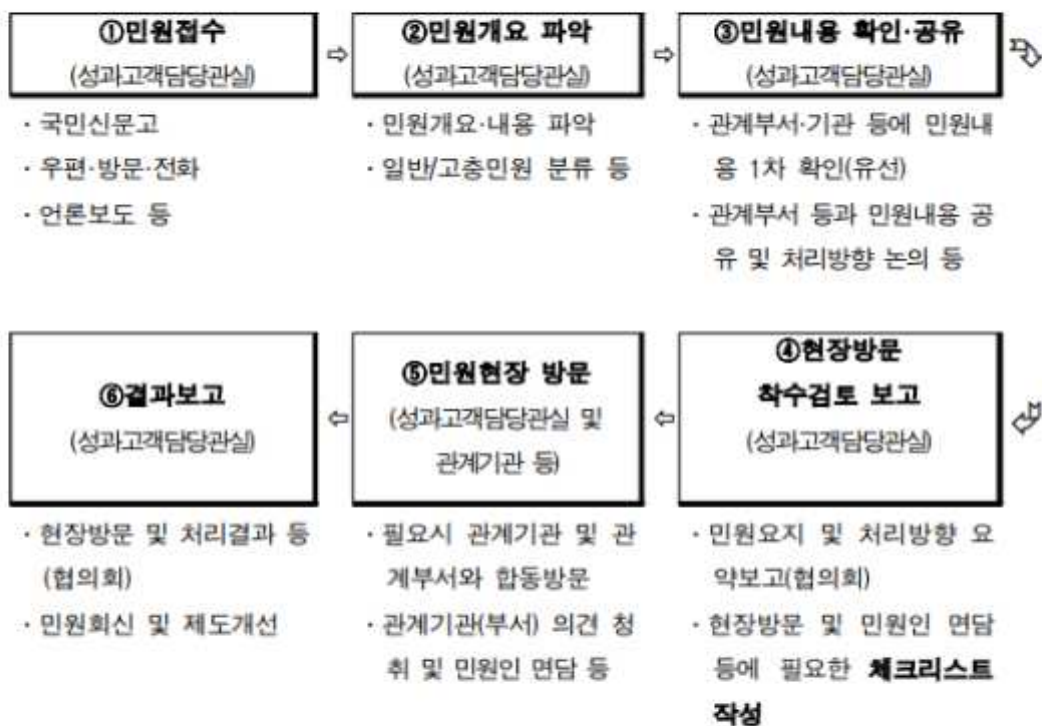 ①민원접수
(성과고객담당관실)
· 국민신문고
· 우편·방문·전화
· 언론보도 등
⇨
②민원개요 파악
(성과고객담당관실)
· 민원개요·내용 파악
· 일반/고충민원 분류 등
⇨
③민원내용 확인·공유
(성과고객담당관실)
· 관계부서·기관 등에 민원내
용 1차 확인(유선)
· 관계부서 등과 민원내용 공
유 및 처리방향 논의 등
④현장방문
착수검토 보고
(성과고객담당관실)
· 민원요지 및 처리방향 요
약보고(협의회)
· 현장방문 및 민원인 면담
등에 필요한 체크리스트
작성
⇦
⑤민원현장 방문
(성과고객담당관실 및
관계기관 등)
· 필요시 관계기관 및 관
계부서와 합동방문
· 관계기관(부서) 의견 청
취 및 민원인 면담 등
⇦
⑥결과보고
(성과고객담당관실)
· 현장방문 및 처리결과 등
(협의회)
· 민원회신 및 제도개선